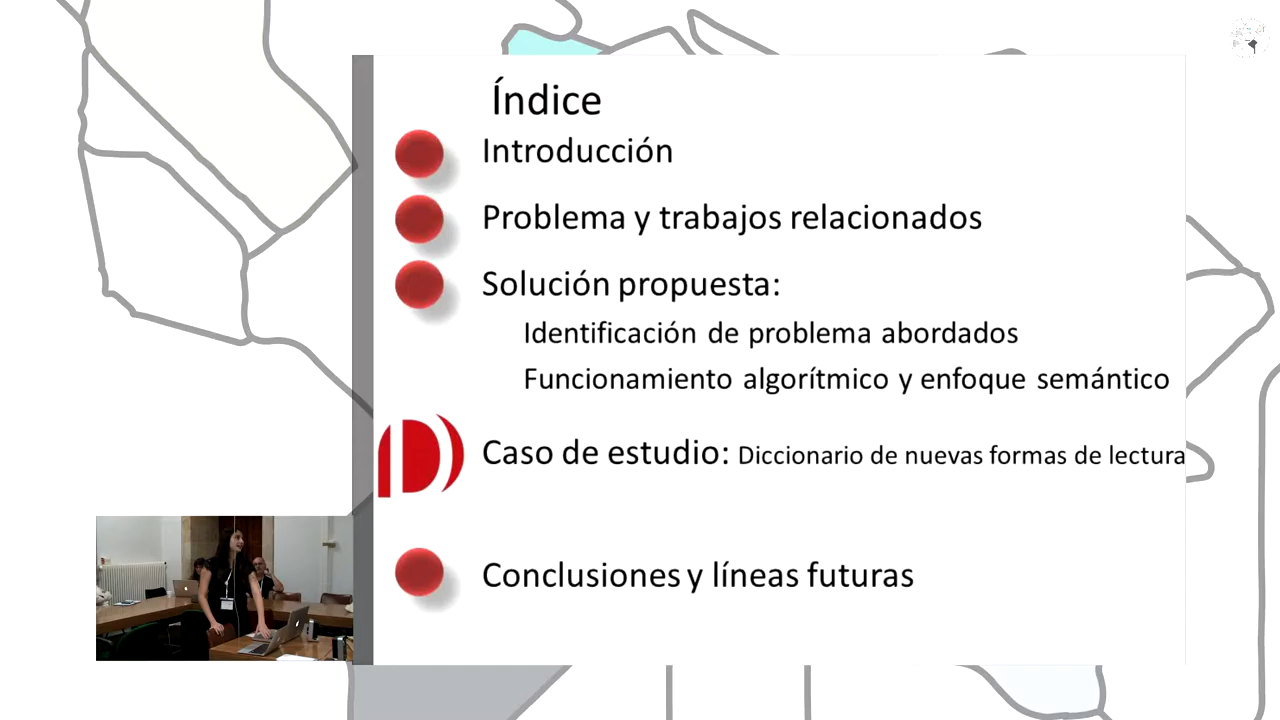 Índice
Introducción
Problema y trabajos relacionados
Solución propuesta:
Identificación de problema abordados
Funcionamiento algorítmico y enfoque semántico
Caso de estudio: Diccionario de nuevas formas de lectura
Conclusiones y líneas futuras